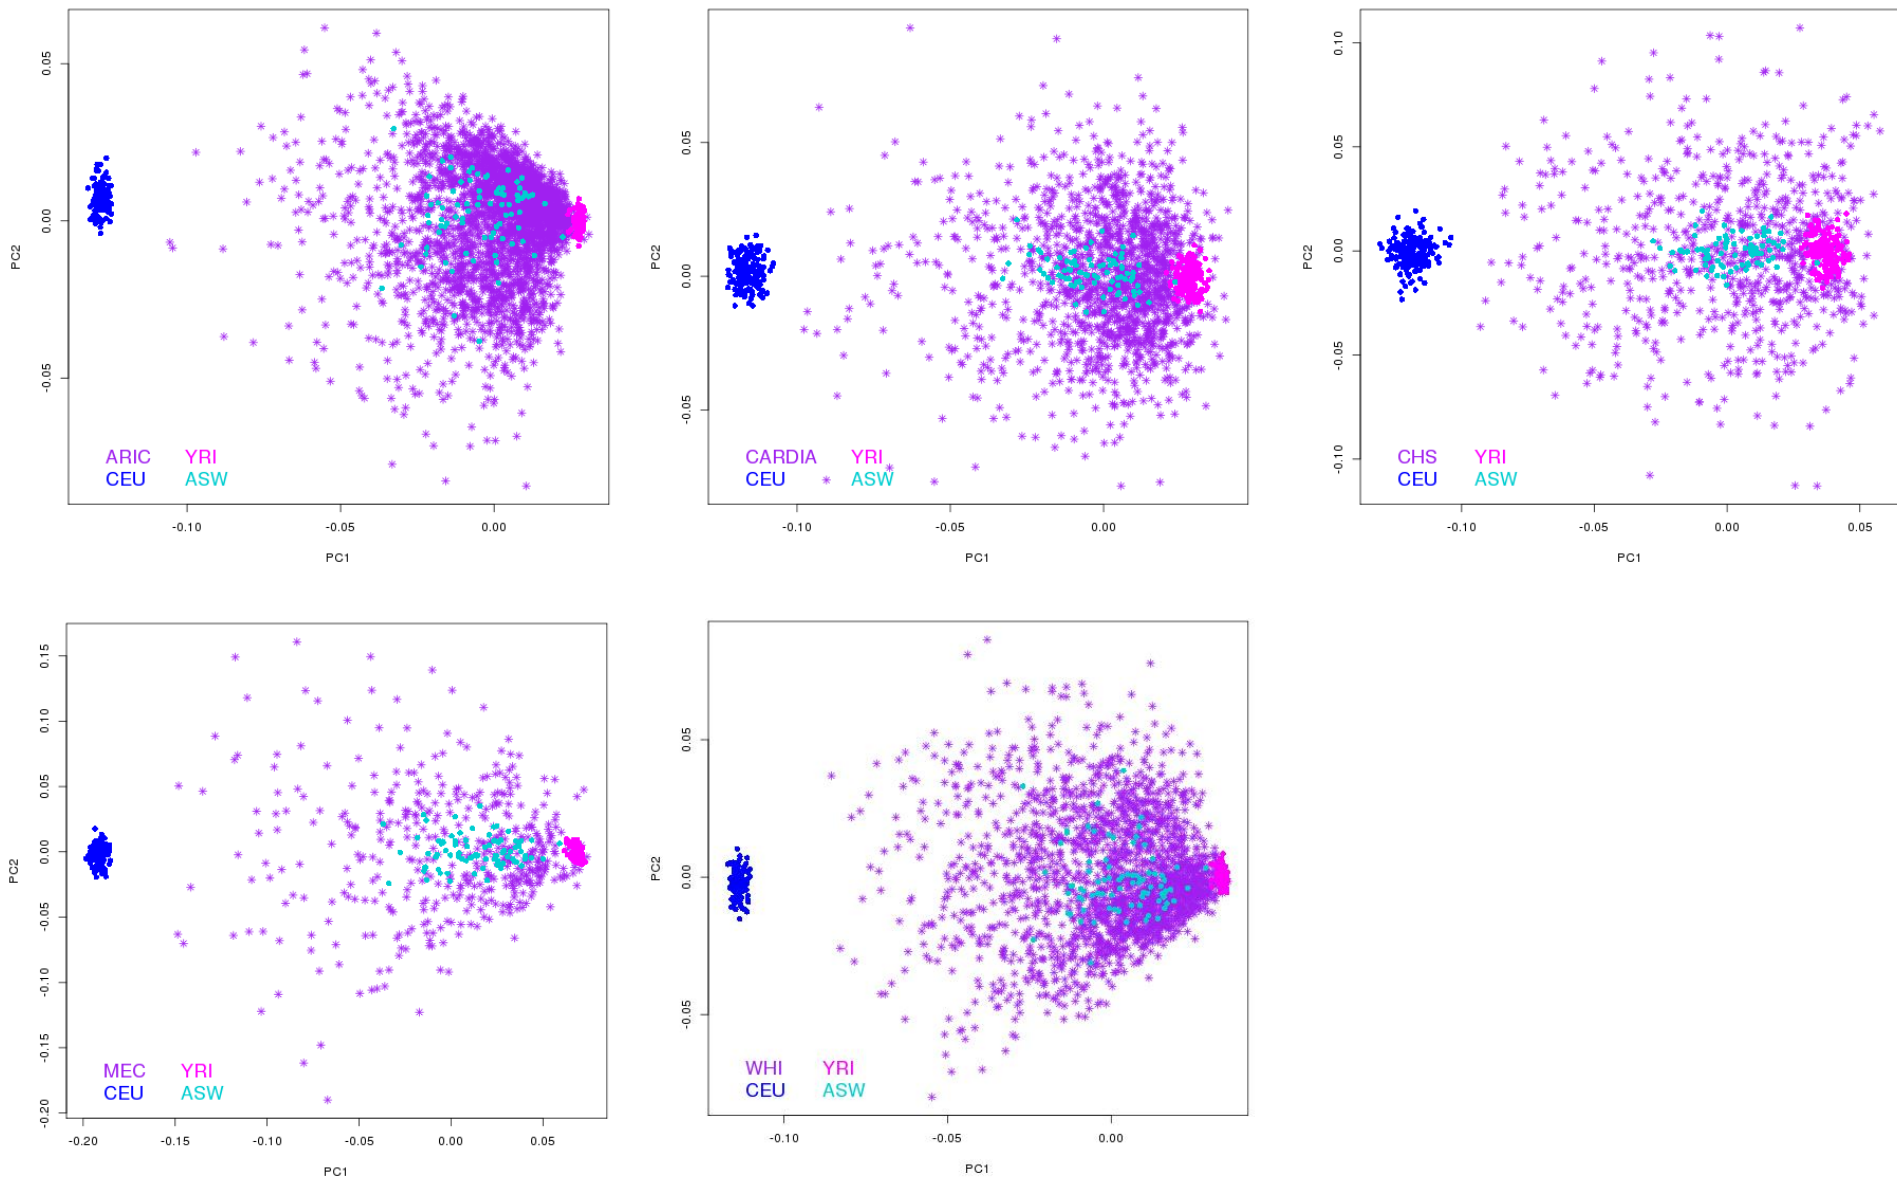 0.05
0.00
-0.05
PC2
ARIC YRI
CEU ASW
-0.10 -0.05 0.00
PC1
0.05
0.00
-0.05
PC2
CARDIA YRI
CEU ASW
-0.10 -0.05 0.00
PC1
0.10
0.05
0.00
-0.05
-0.10
PC2
CHS YRI
CEU ASW
-0.10 -0.05 0.00 0.05
PC1
0.15
0.10
0.05
0.00
-0.05
-0.10
-0.15
-0.20
PC2
MEC YRI
CEU ASW
-0.20 -0.15 -0.10 -0.05 0.00 0.05
PC1
0.05
0.00
-0.05
PC2
WHI YRI
CEU ASW
-0.10 -0.05 0.00
PC1